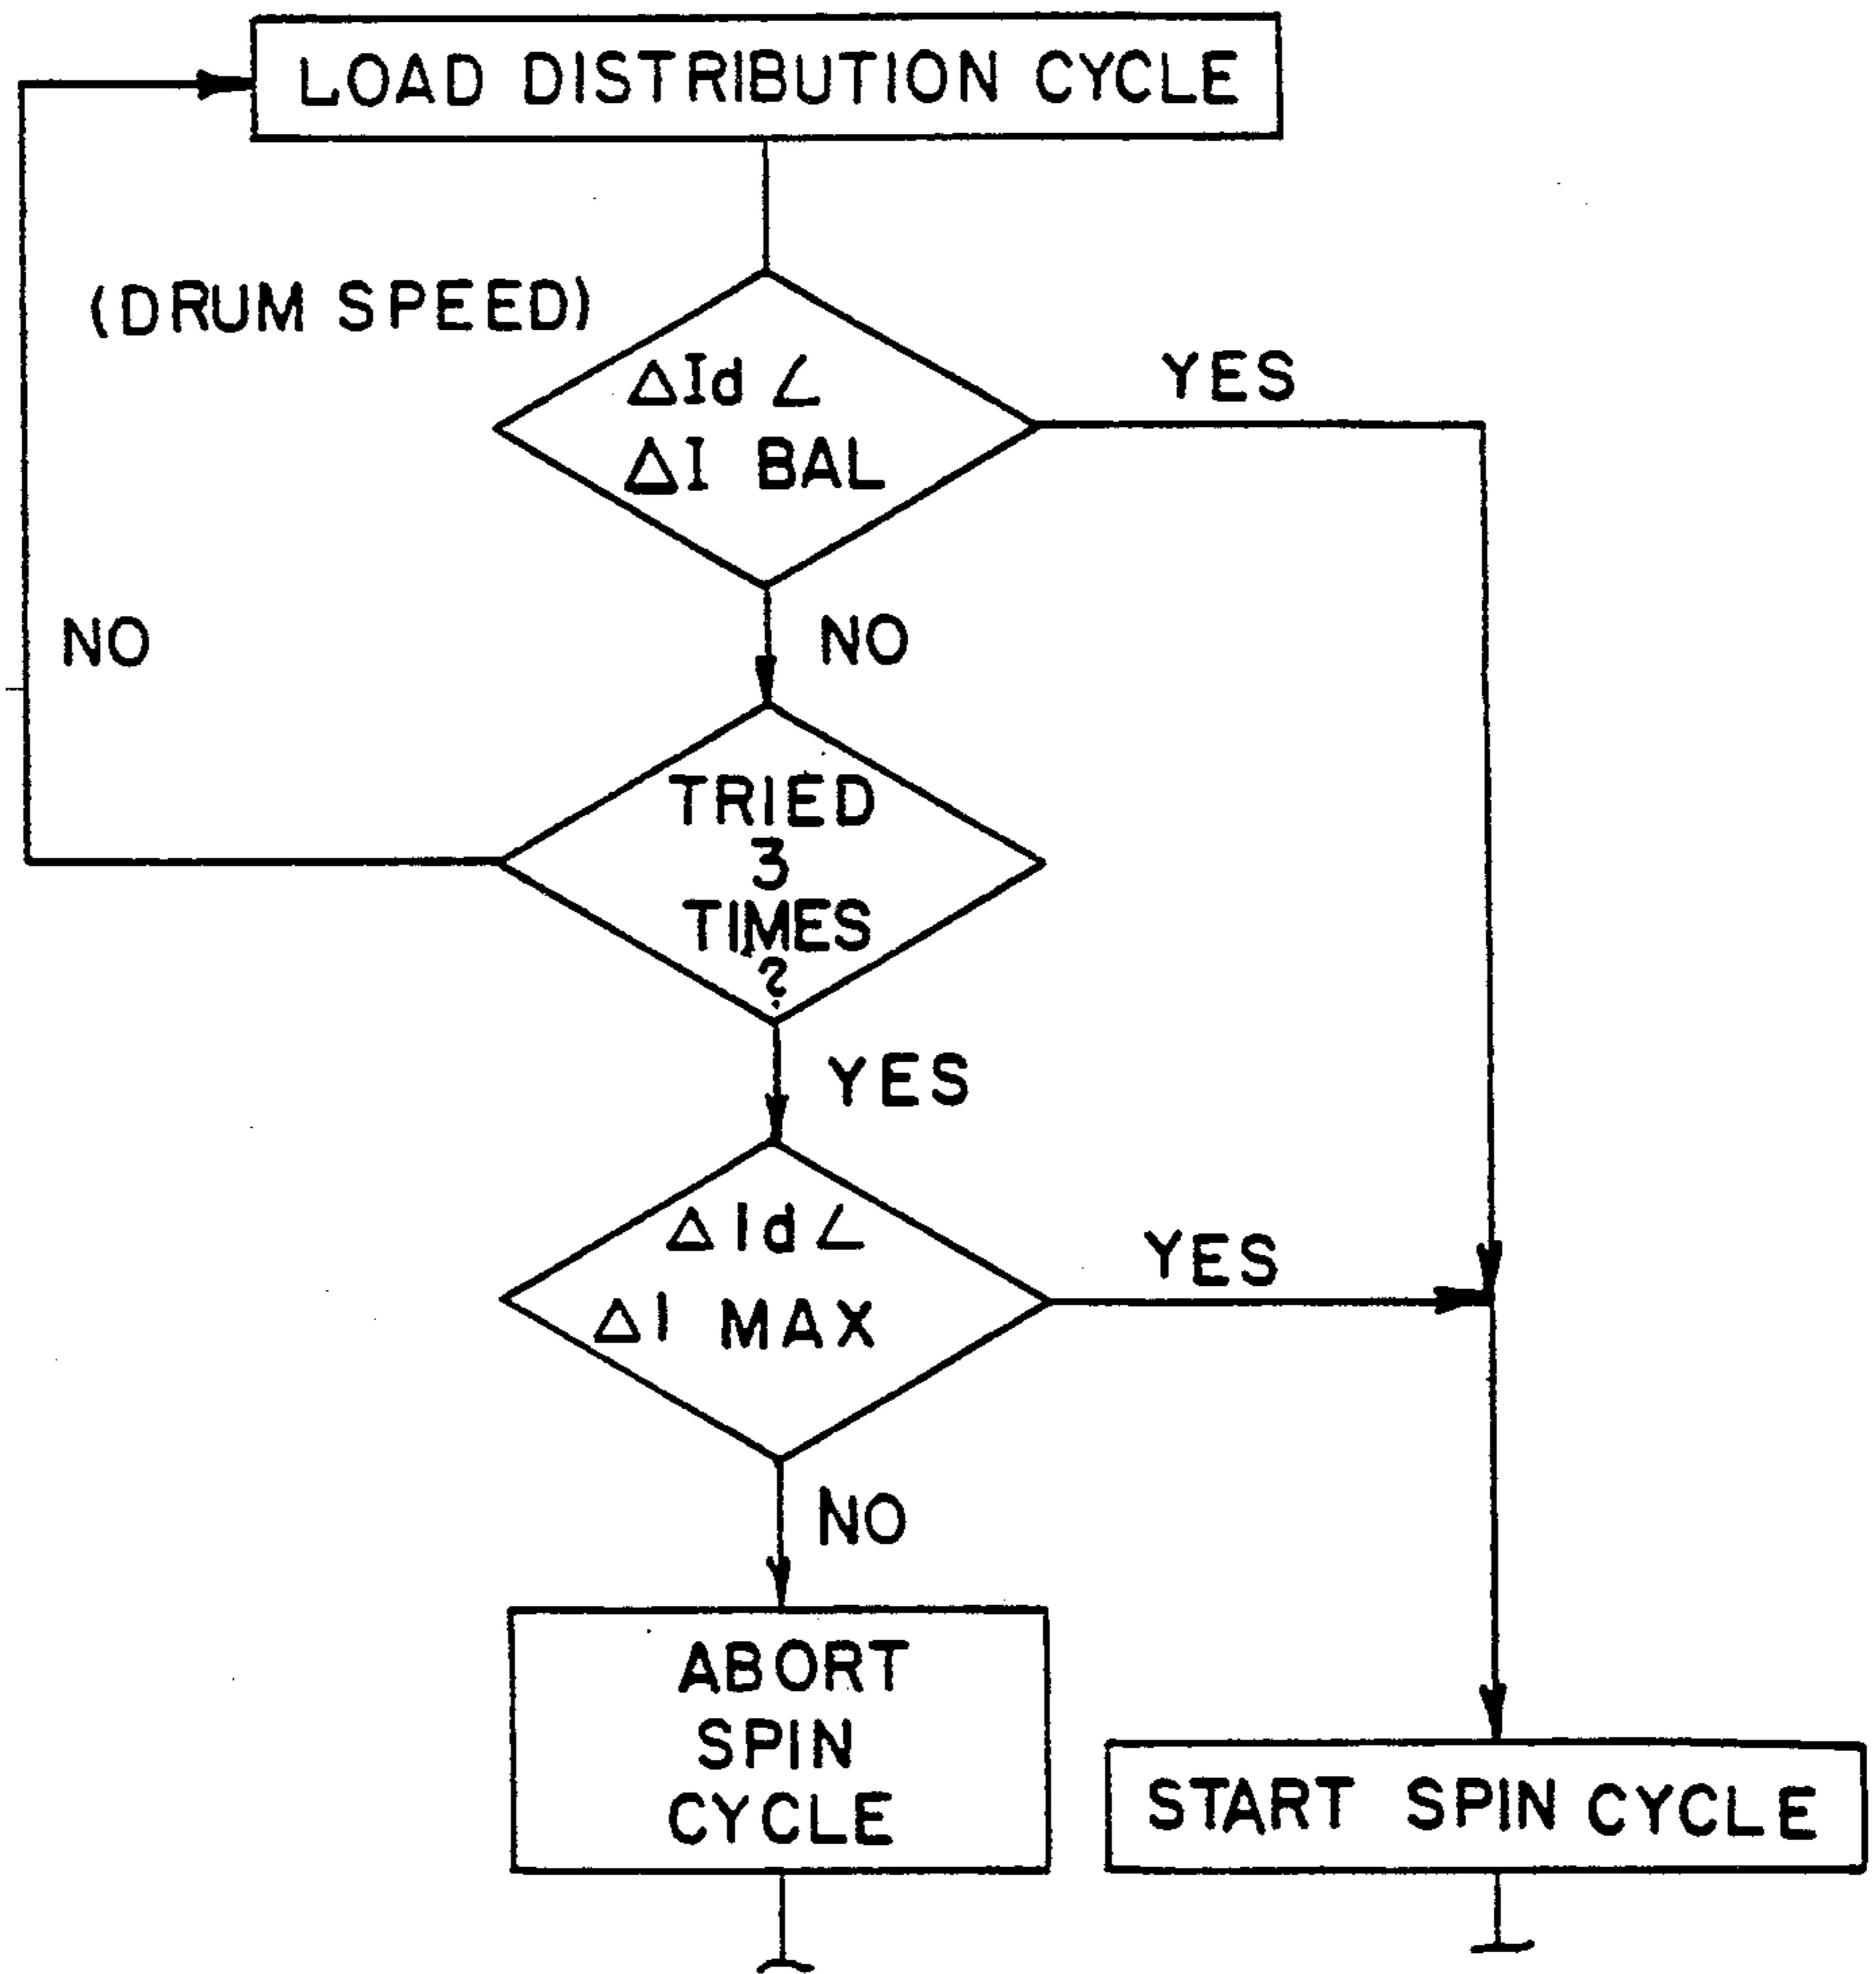 LOAD DISTRIBUTION CYCLE
(DRUM SPEED)
ΔId ∠
ΔI BAL
YES
NO
NO
TRIED
3
TIMES
?
YES
ΔId ∠
ΔI MAX
YES
NO
ABORT
SPIN
CYCLE
START SPIN CYCLE